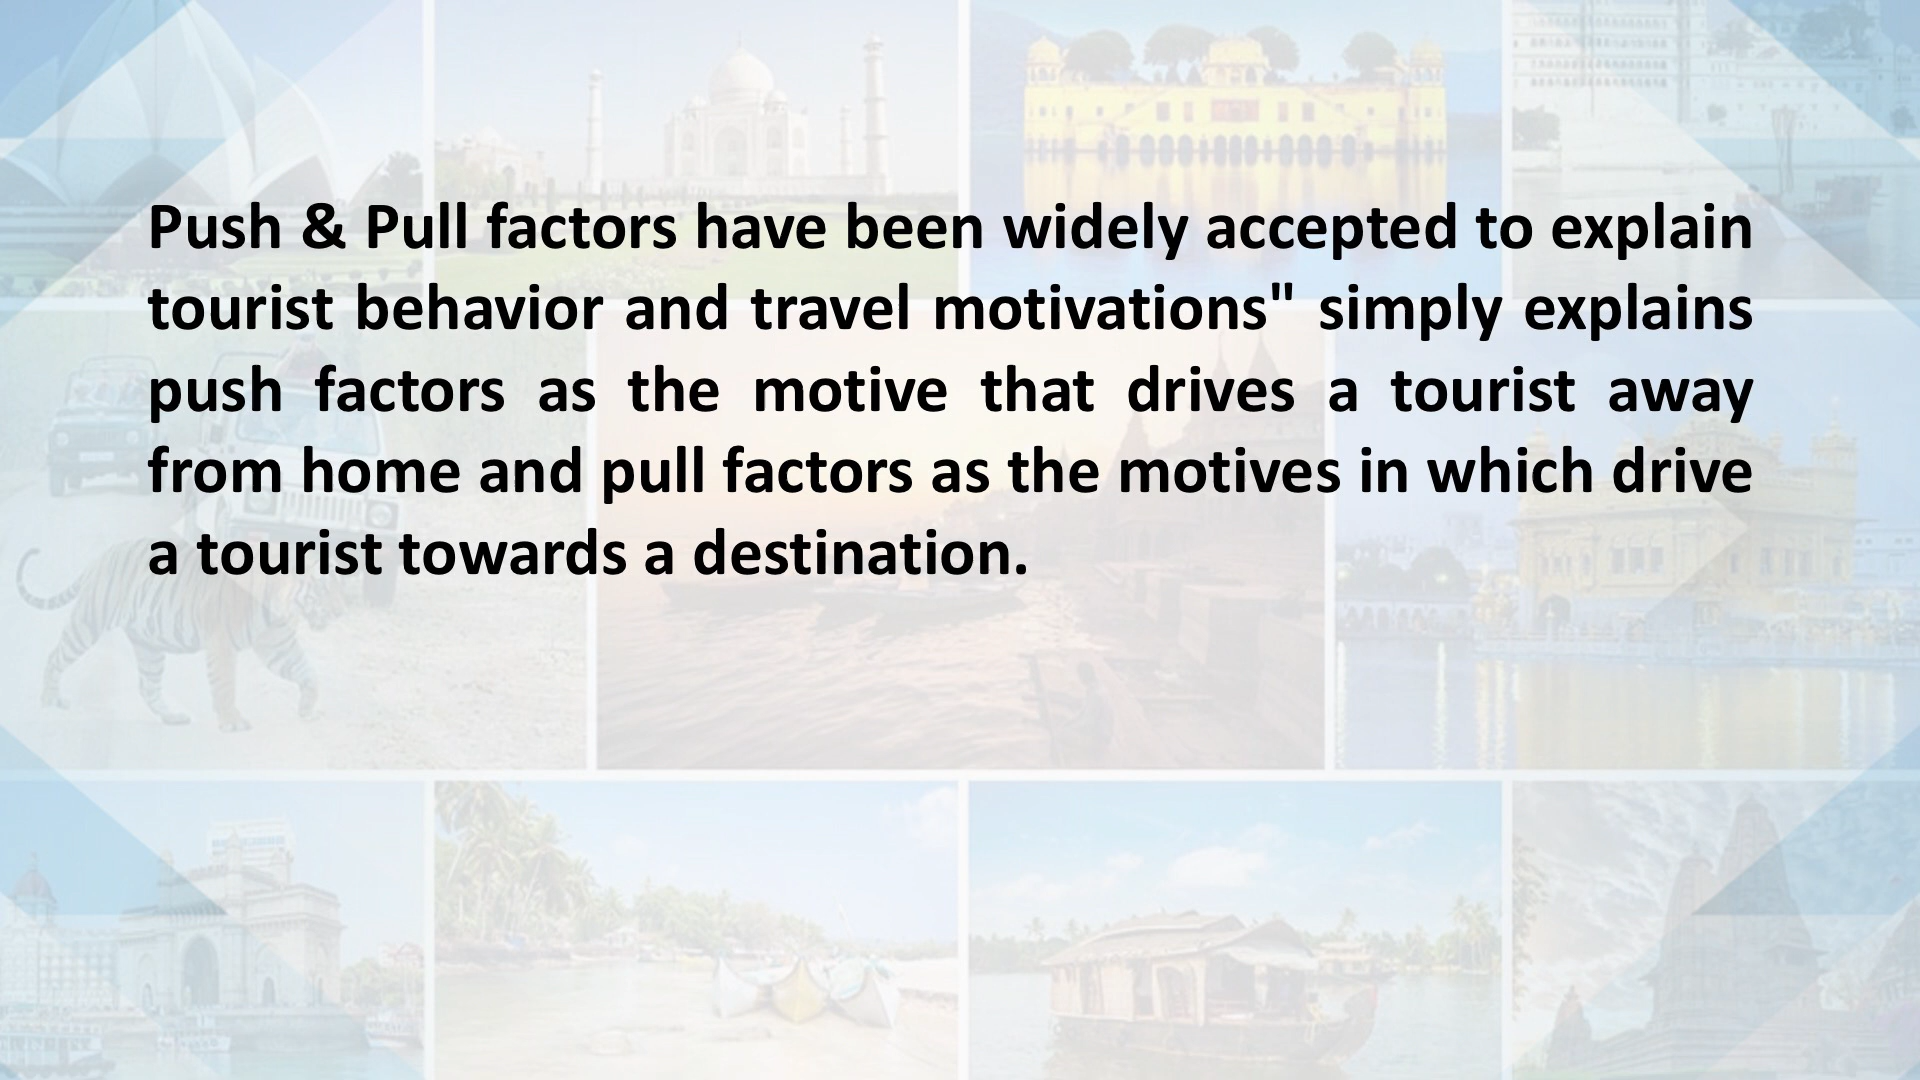 Push & Pull factors have been widely accepted to explain
tourist behavior and travel motivations" simply explains
push factors as the motive that drives a tourist away
from home and pull factors as the motives in which drive
a tourist towards a destination.